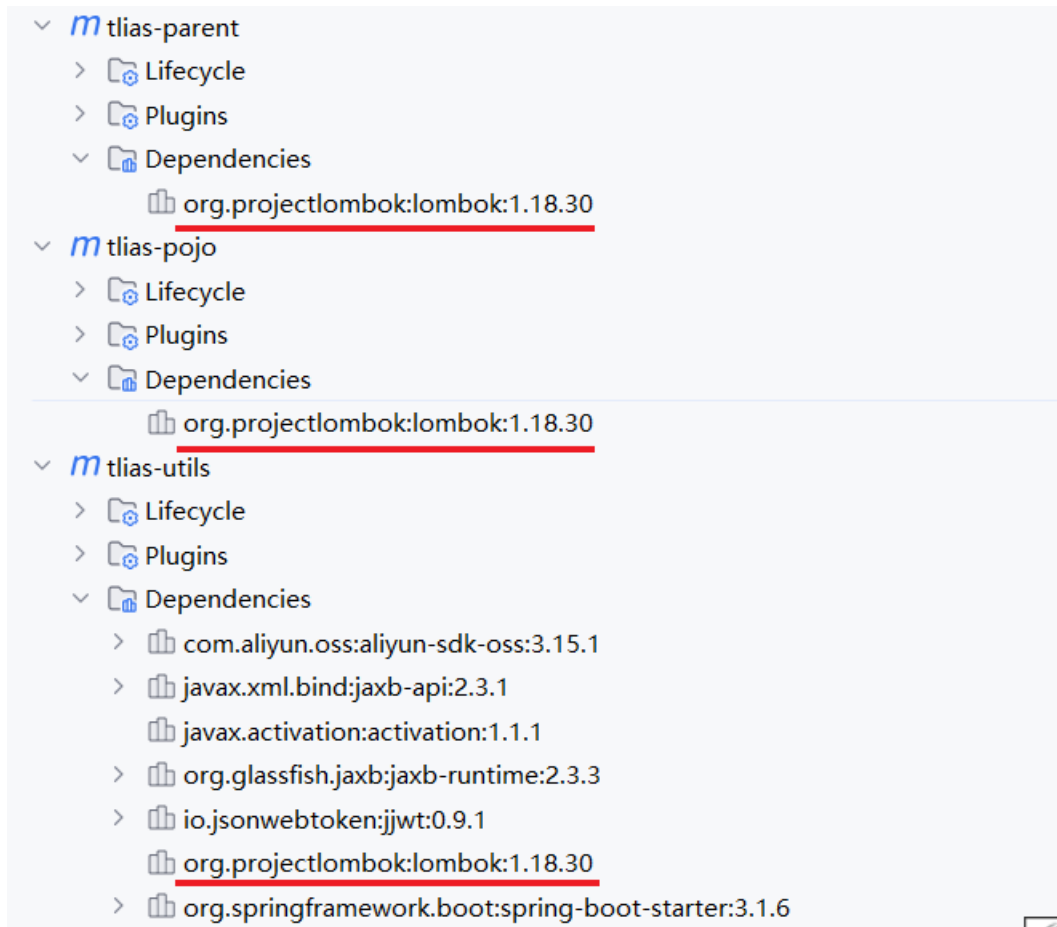 m tlias-parent
Lifecycle
Plugins
Dependencies
org.projectlombok:lombok:1.18.30
m tlias-pojo
Lifecycle
Plugins
Dependencies
org.projectlombok:lombok:1.18.30
m tlias-utils
Lifecycle
Plugins
Dependencies
com.aliyun.oss:aliyun-sdk-oss:3.15.1
javax.xml.bind:jaxb-api:2.3.1
javax.activation:activation:1.1.1
org.glassfish.jaxb:jaxb-runtime:2.3.3
io.jsonwebtoken:jjwt:0.9.1
org.projectlombok:lombok:1.18.30
org.springframework.boot:spring-boot-starter:3.1.6